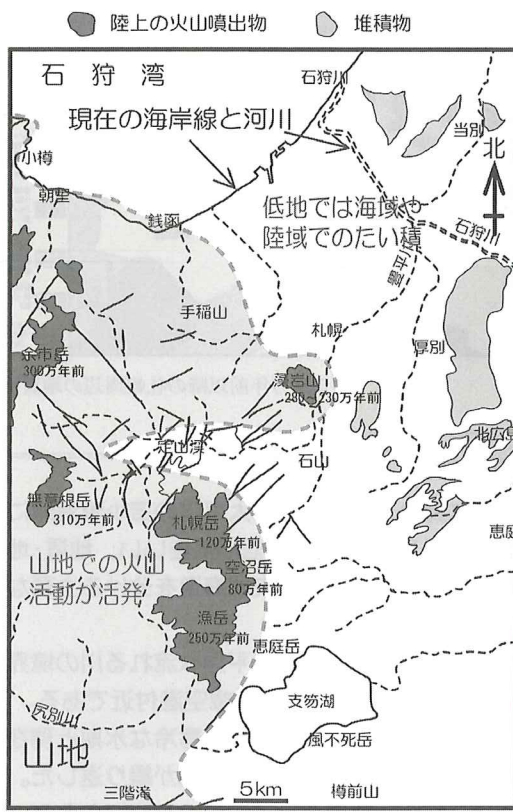 陸上の火山噴出物
堆積物
石狩湾
石狩川
現在の海岸線と河川
当別
北
小樽
朝里
銭函
低地では海域や
陸域でのたい積
石狩川
手稲山
札幌
厚別
余市岳
300万年前
藻岩山
280~230万年前
北広島
定山渓
石山
無意根岳
310万年前
札幌岳
120万年前
恵庭
山地での火山
活動が活発
空沼岳
80万年前
漁岳
250万年前
恵庭岳
支笏湖
尻別山
風不死岳
山地
三階滝
5km
樽前山